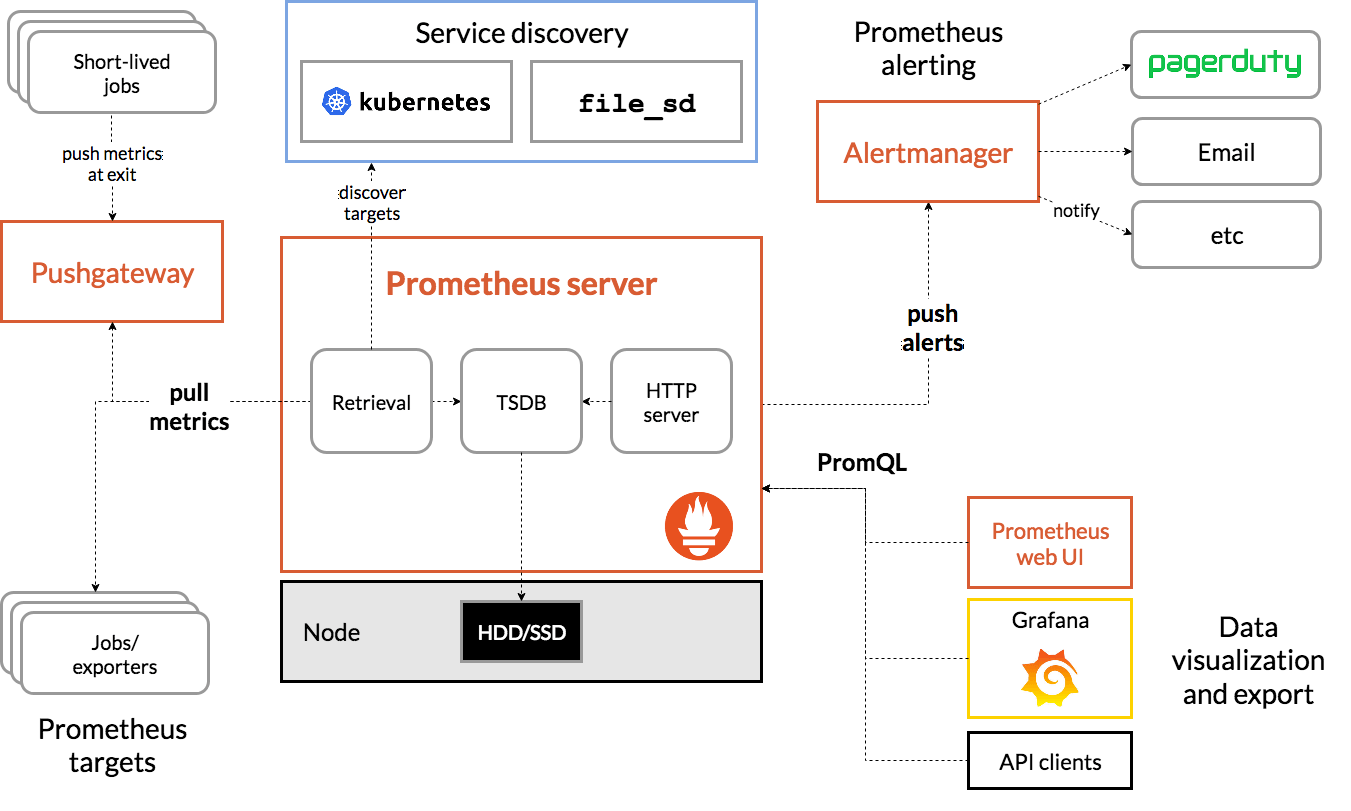 Short-lived
jobs
push metrics
at exit
Pushgateway
Service discovery
kubernetes
file_sd
discover
targets
Prometheus
alerting
pagerduty
Alertmanager
Email
notify
etc
Prometheus server
Retrieval
TSDB
HTTP
server
pull
metrics
push
alerts
PromQL
Node
HDD/SSD
Jobs/
exporters
Prometheus
targets
Prometheus
web UI
Grafana
API clients
Data
visualization
and export